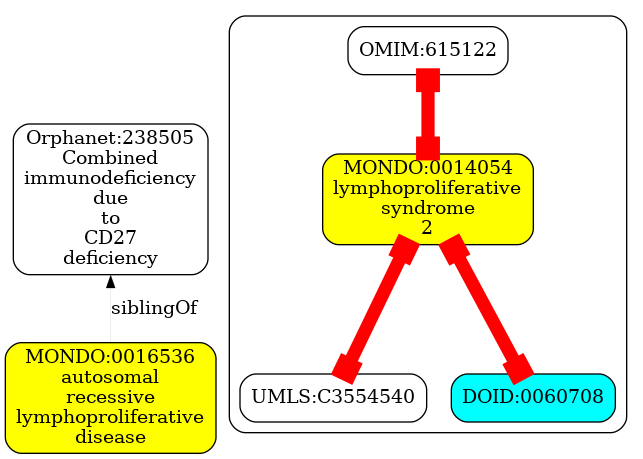 OMIM:615122
Orphanet:238505
Combined
immunodeficiency
due
to
CD27
deficiency
MONDO:0014054
lymphoproliferative
syndrome
2
siblingOf
MONDO:0016536
autosomal
recessive
lymphoproliferative
disease
UMLS:C3554540
DOID:0060708